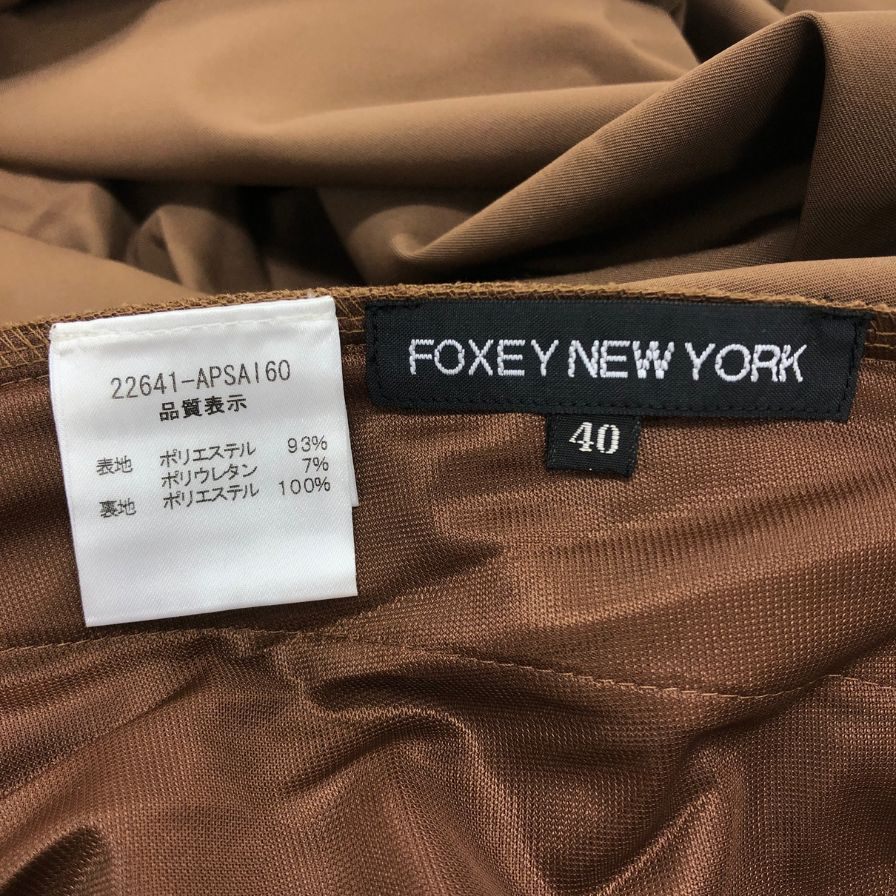 22641-APSAI60
品質表示
表地 ポリエステル 93%
ポリウレタン 7%
裏地 ポリエステル 100%
FOXEY NEW YORK
40